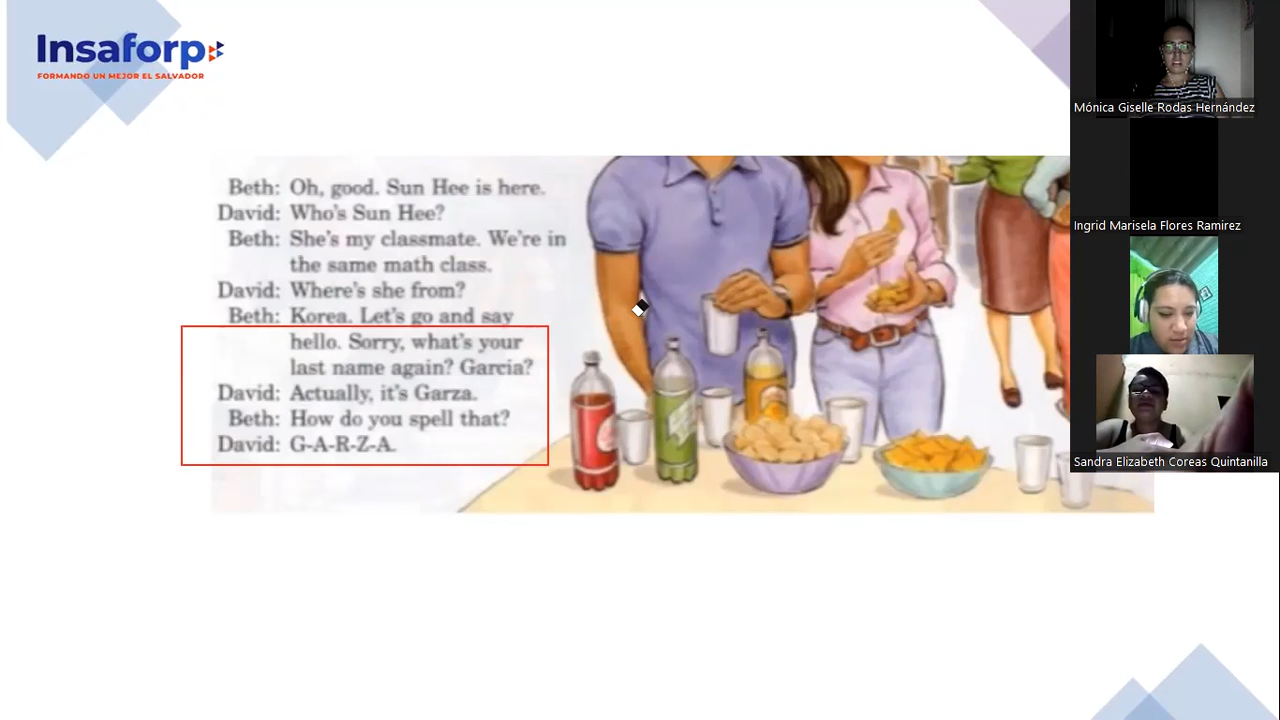 Insaforp
FORMANDO UN MEJOR EL SALVADOR
Beth: Oh, good. Sun Hee is here.
David: Who's Sun Hee?
Beth: She's my classmate. We're in
the same math class.
David: Where's she from?
Beth: Korea. Let's go and say
hello. Sorry, what's your
last name again? Garcia?
David: Actually, it's Garza.
Beth: How do you spell that?
David: G-A-R-Z-A.
Mónica Giselle Rodas Hernández
Ingrid Marisela Flores Ramirez
Sandra Elizabeth Coreas Quintanilla